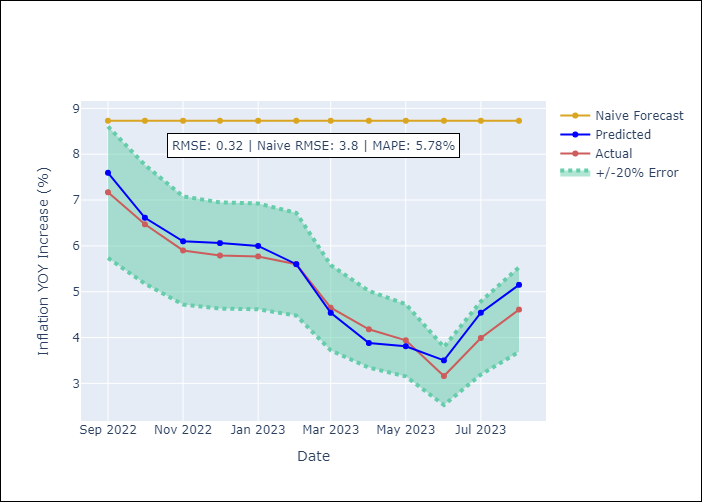 RMSE: 0.32 | Naive RMSE: 3.8 | MAPE: 5.78%
Naive Forecast
Predicted
Actual
+/-20% Error
Inflation YOY Increase (%)
9
8
7
6
5
4
3
Sep 2022
Nov 2022
Jan 2023
Mar 2023
May 2023
Jul 2023
Date